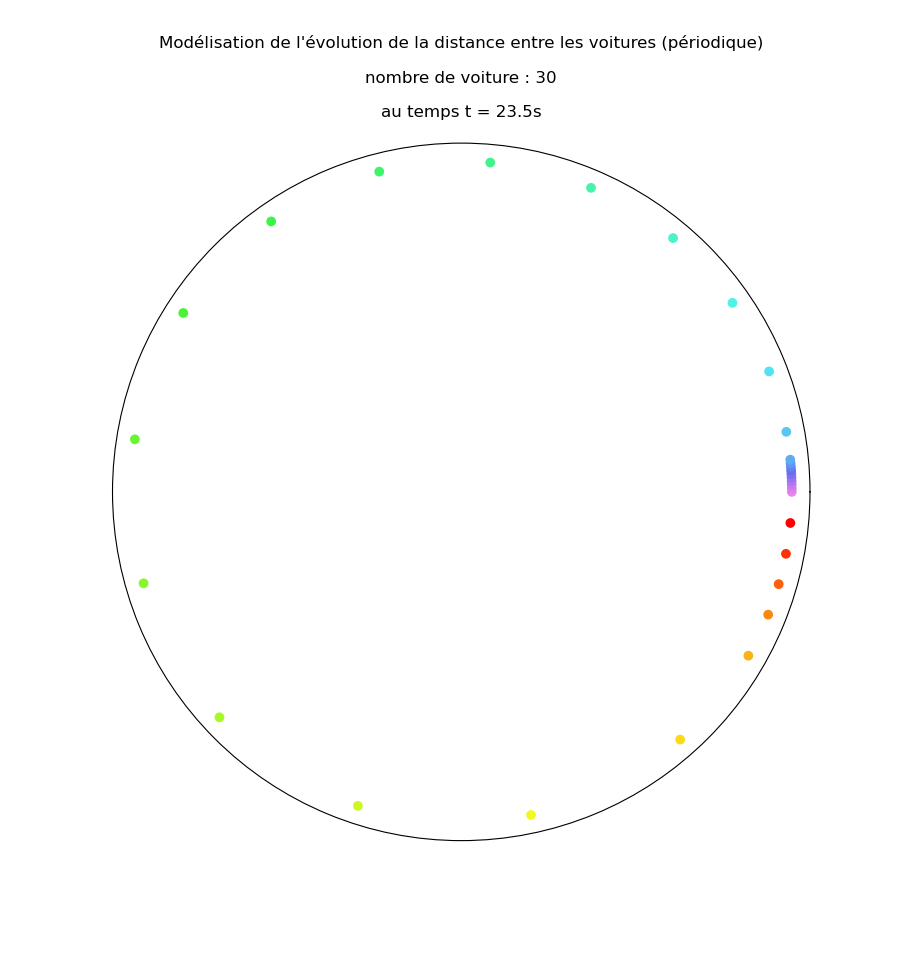 Modélisation de l'évolution de la distance entre les voitures (périodique)
nombre de voiture : 30
au temps t = 23.5s